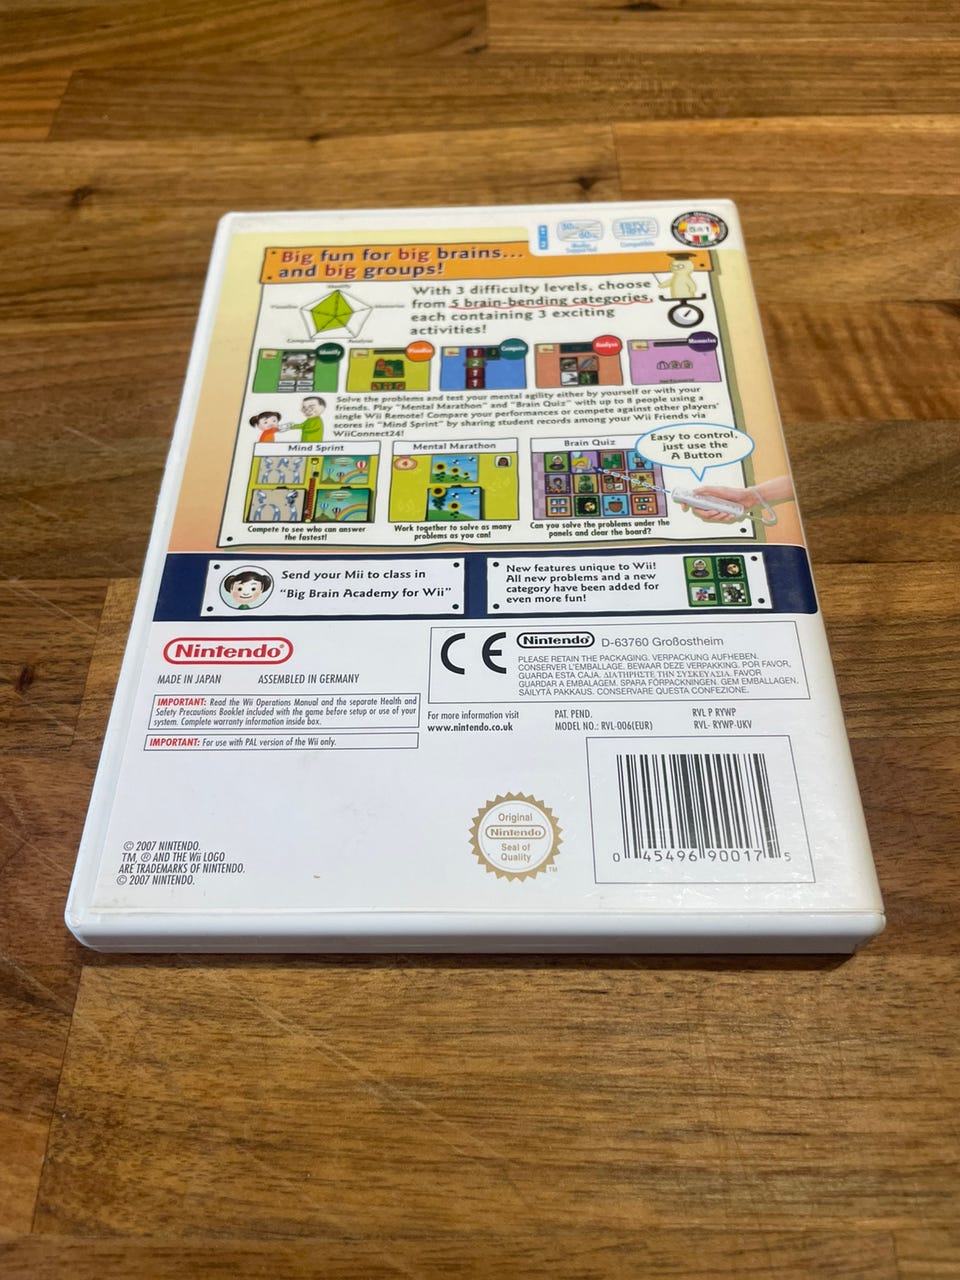 5 in 1
Big fun for big brains...
and big groups!
Identify
Visualise
Memorise
Compute
Analyse
With 3 difficulty levels, choose
from 5 brain-bending categories,
each containing 3 exciting
activities!
Identify
Visualise
Compute
Analyse
Memorise
Solve the problems and test your mental agility either by yourself or with your
friends. Play "Mental Marathon" and "Brain Quiz" with up to 8 people using a
single Wii Remote! Compare your performances or compete against other players'
scores in "Mind Sprint" by sharing student records among your Wii Friends via
WiiConnect24!
Easy to control,
just use the
A Button
Mind Sprint
Mental Marathon
Brain Quiz
Compete to see who can answer
the fastest!
Work together to solve as many
problems as you can!
Can you solve the problems under the
panels and clear the board?
Send your Mii to class in
"Big Brain Academy for Wii"
New features unique to Wii!
All new problems and a new
category have been added for
even more fun!
Nintendo®
MADE IN JAPAN ASSEMBLED IN GERMANY
IMPORTANT: Read the Wii Operations Manual and the separate Health and
Safety Precautions Booklet included with the game before setup or use of your
system. Complete warranty information inside box.
IMPORTANT: For use with PAL version of the Wii only.
CE
Nintendo® D-63760 Großostheim
PLEASE RETAIN THE PACKAGING. VERPACKUNG AUFHEBEN.
CONSERVER L'EMBALLAGE. BEWAAR DEZE VERPAKKING. POR FAVOR,
GUARDA ESTA CAJA. ΔΙΑΤΗΡΗΣΤΕ ΤΗΝ ΣΥΣΚΕΥΑΣΙΑ. FAVOR
GUARDAR A EMBALAGEM. SPARA FÖRPACKNINGEN. GEM EMBALLAGEN.
SÄILYTÄ PAKKAUS. CONSERVARE QUESTA CONFEZIONE.
For more information visit
www.nintendo.co.uk
PAT. PEND.
MODEL NO.: RVL-006(EUR)
RVL P RYWP
RVL- RYWP-UKV
Original
Nintendo
Seal of
Quality
TM
0 45496 90017 5
© 2007 NINTENDO.
TM, ® AND THE Wii LOGO
ARE TRADEMARKS OF NINTENDO.
© 2007 NINTENDO.